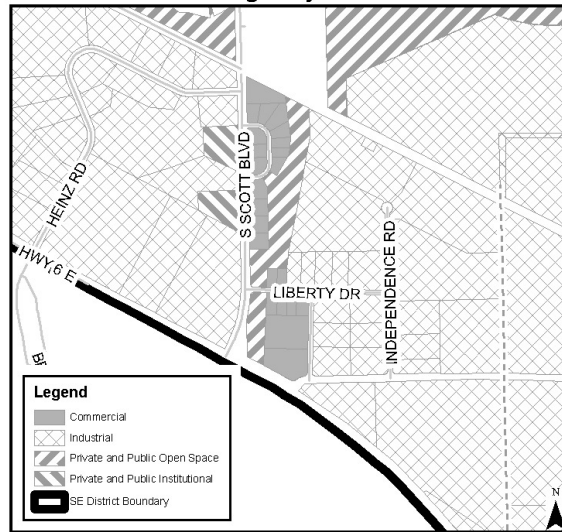 HEINZ RD
S SCOTT BLVD
HWY 6 E
LIBERTY DR
INDEPENDENCE RD
Legend
Commercial
Industrial
Private and Public Open Space
Private and Public Institutional
SE District Boundary
N